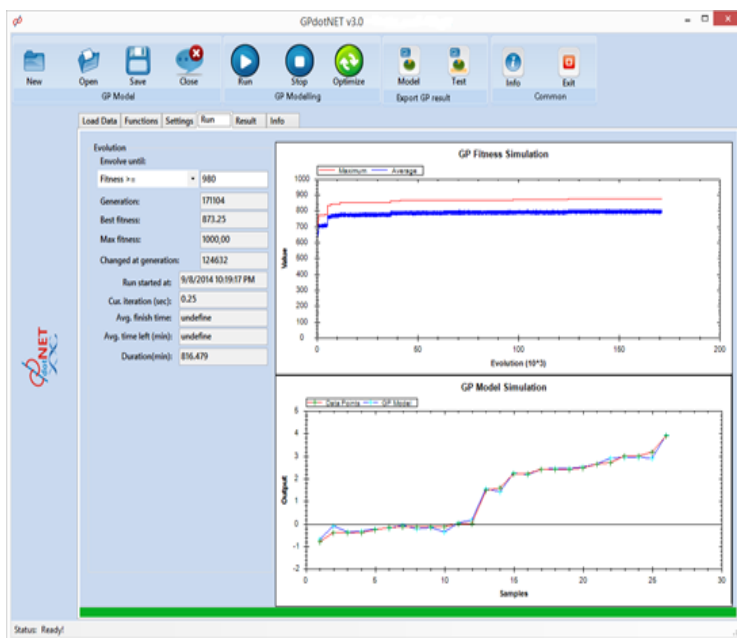 GPdotNET v3.0
New Open Save Close Run Stop Optimize Model Test Info Exit
GP Model GP Modelling Export GP result Common
Load Data Functions Settings Run Result Info
Evolution
Envolve until:
Fitness >= 980
Generation: 171104
Best fitness: 873.25
Max fitness: 1000,00
Changed at generation: 124632
Run started at: 9/8/2014 10:19:17 PM
Cur. iteration (sec): 0.25
Avg. finish time: undefine
Avg. time left (min): undefine
Duration(min): 816.479
GPdotNET
GP Fitness Simulation
Maximum Average
Value
1000
900
800
700
600
500
400
300
200
100
0
0 50 100 150 200
Evolution (10^3)
GP Model Simulation
Data Points GP Model
Output
5
4
3
2
1
0
-1
-2
0 5 10 15 20 25 30
Samples
Status: Ready!